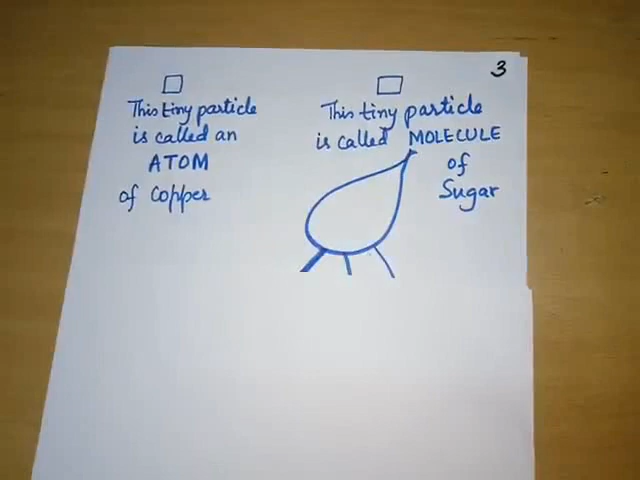 3
This tiny particle
is called an
ATOM
of Copper
This tiny particle
is called MOLECULE
of
Sugar